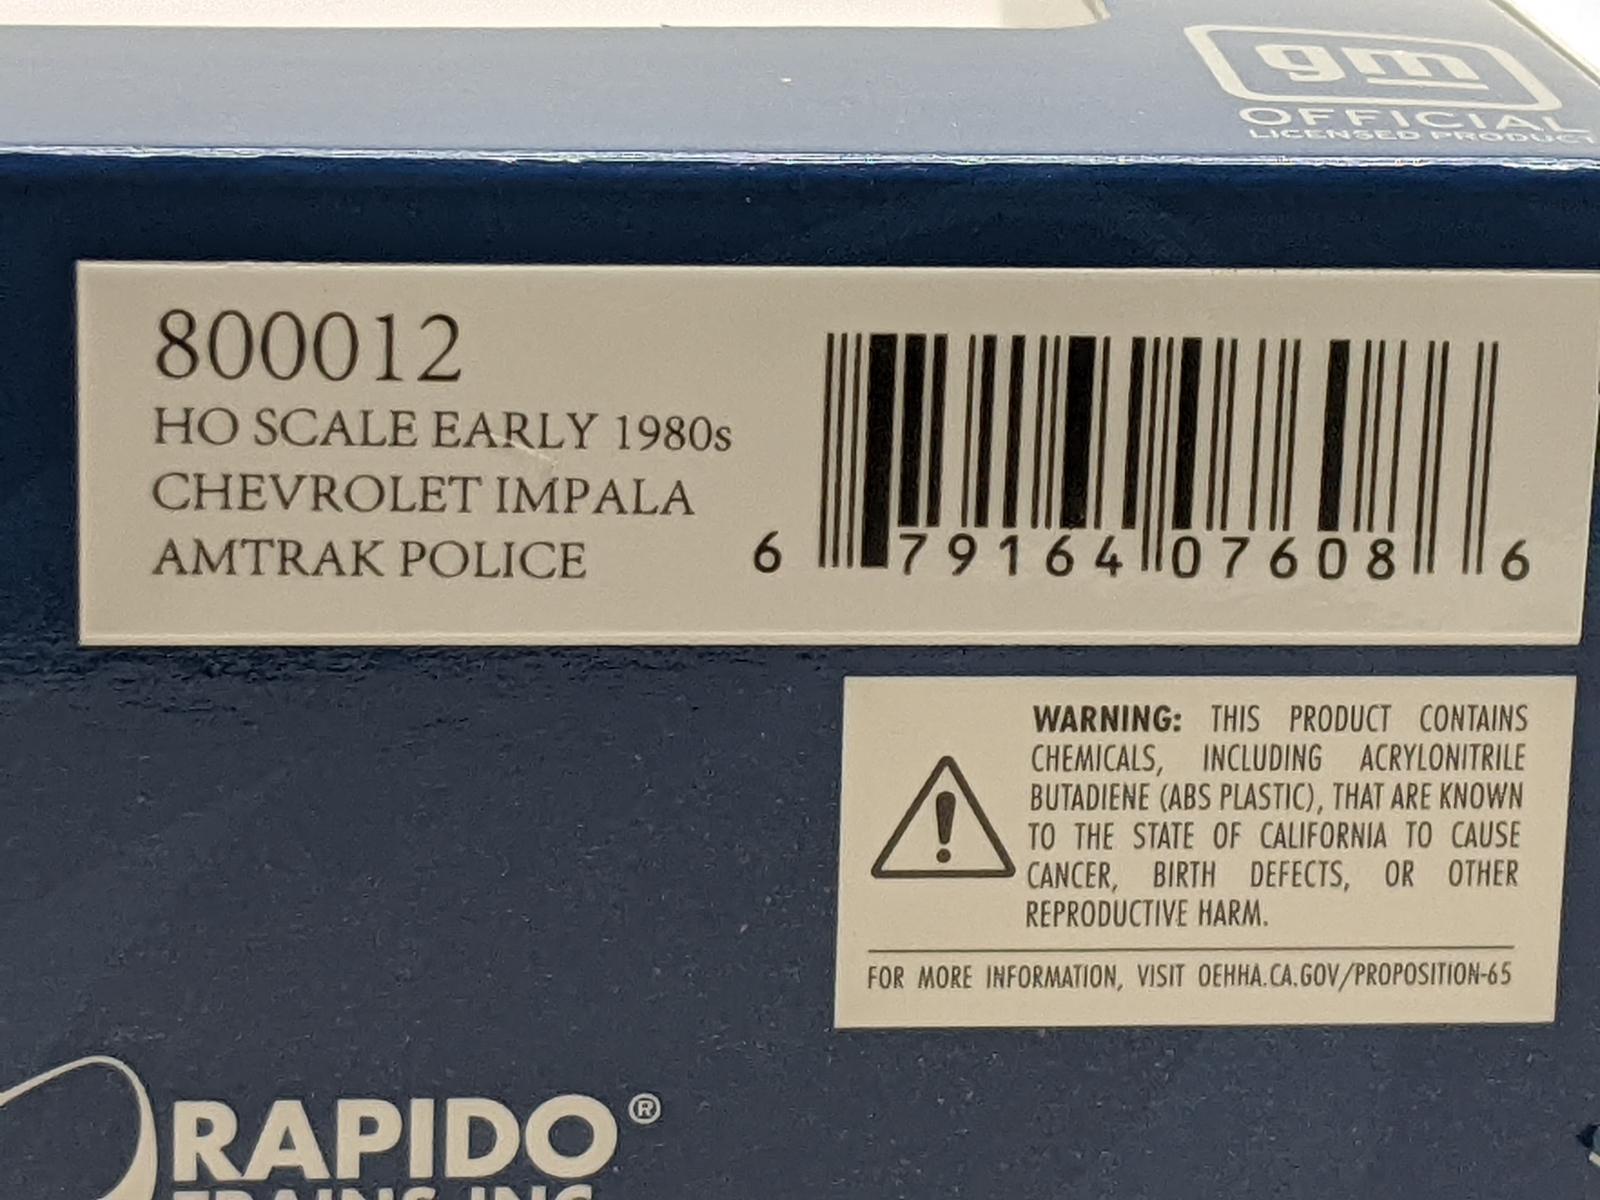 gm
OFFICIAL
LICENSED PRODUCT
800012
HO SCALE EARLY 1980s
CHEVROLET IMPALA
AMTRAK POLICE
6 79164 07608 6
WARNING: THIS PRODUCT CONTAINS
CHEMICALS, INCLUDING ACRYLONITRILE
BUTADIENE (ABS PLASTIC), THAT ARE KNOWN
TO THE STATE OF CALIFORNIA TO CAUSE
CANCER, BIRTH DEFECTS, OR OTHER
REPRODUCTIVE HARM.
FOR MORE INFORMATION, VISIT OEHHA.CA.GOV/PROPOSITION-65
RAPIDO®
TRAINS INC